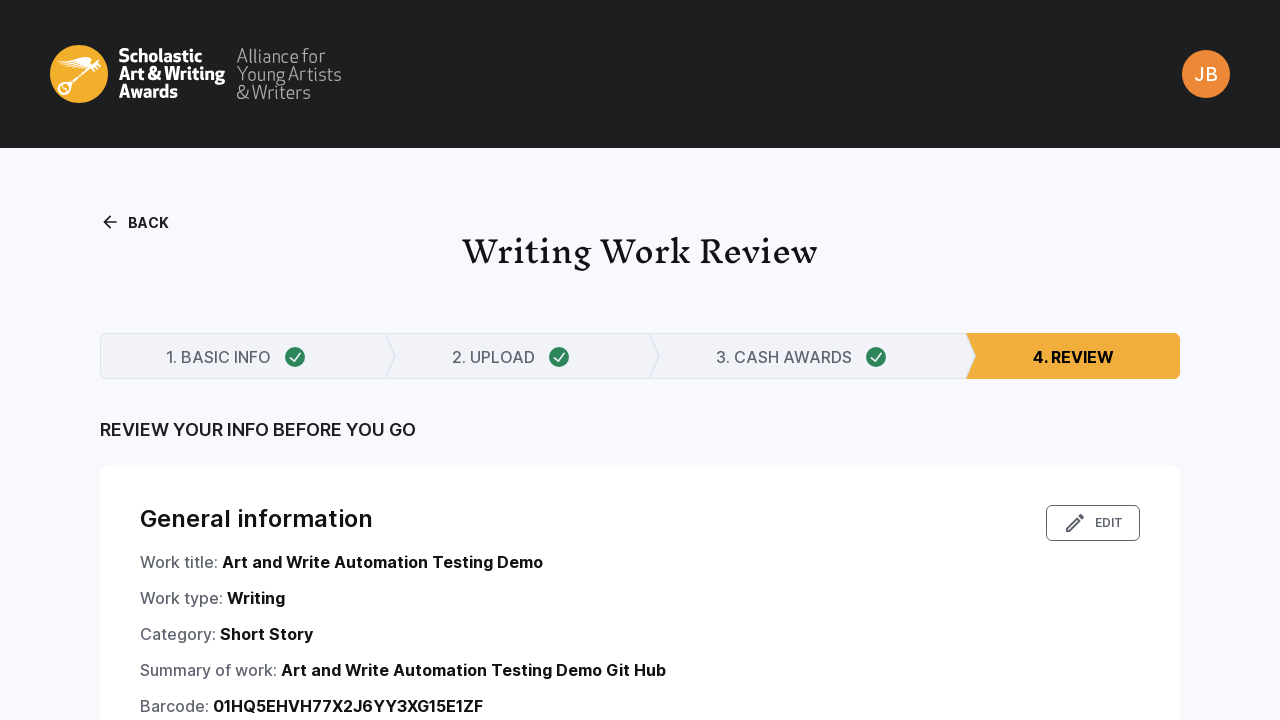 Scholastic
Art & Writing
Awards
Alliance for
Young Artists
& Writers
JB
BACK
Writing Work Review
1. BASIC INFO
2. UPLOAD
3. CASH AWARDS
4. REVIEW
REVIEW YOUR INFO BEFORE YOU GO
General information
EDIT
Work title: Art and Write Automation Testing Demo
Work type: Writing
Category: Short Story
Summary of work: Art and Write Automation Testing Demo Git Hub
Barcode: 01HQ5EHVH77X2J6YY3XG15E1ZF